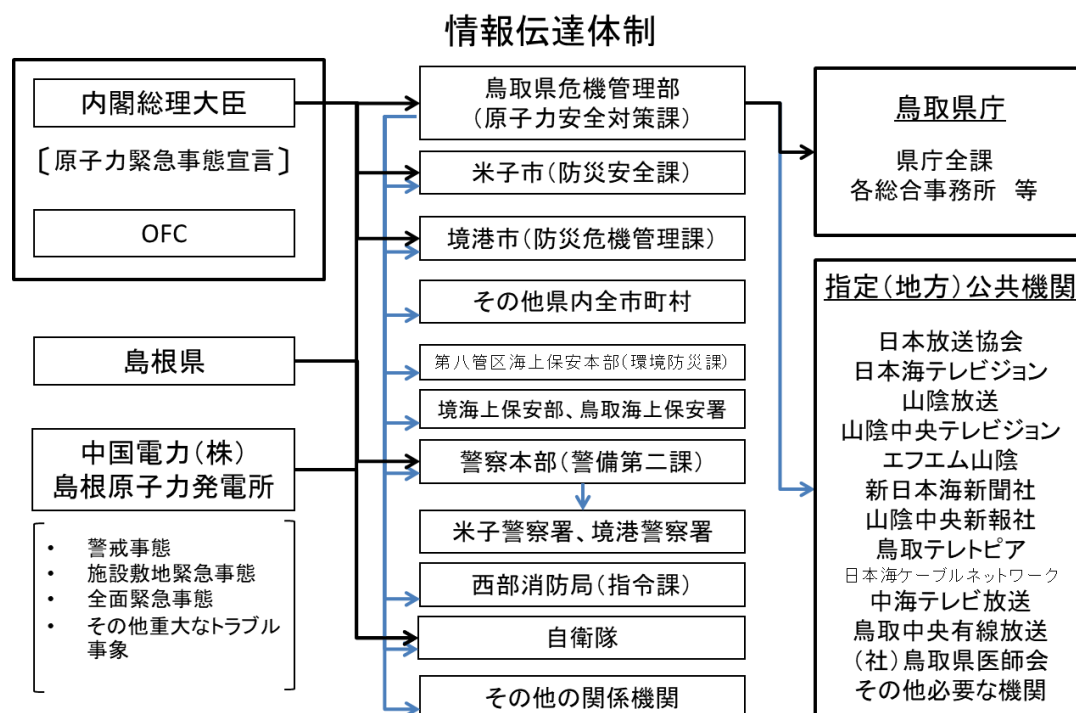 情報伝達体制
内閣総理大臣
〔原子力緊急事態宣言〕
OFC
島根県
中国電力(株)
島根原子力発電所
・ 警戒事態
・ 施設敷地緊急事態
・ 全面緊急事態
・ その他重大なトラブル
事象
鳥取県危機管理部
(原子力安全対策課)
米子市(防災安全課)
境港市(防災危機管理課)
その他県内全市町村
第八管区海上保安本部(環境防災課)
境海上保安部、鳥取海上保安署
警察本部(警備第二課)
米子警察署、境港警察署
西部消防局(指令課)
自衛隊
その他の関係機関
鳥取県庁
県庁全課
各総合事務所 等
指定(地方)公共機関
日本放送協会
日本海テレビジョン
山陰放送
山陰中央テレビジョン
エフエム山陰
新日本海新聞社
山陰中央新報社
鳥取テレトピア
日本海ケーブルネットワーク
中海テレビ放送
鳥取中央有線放送
(社)鳥取県医師会
その他必要な機関